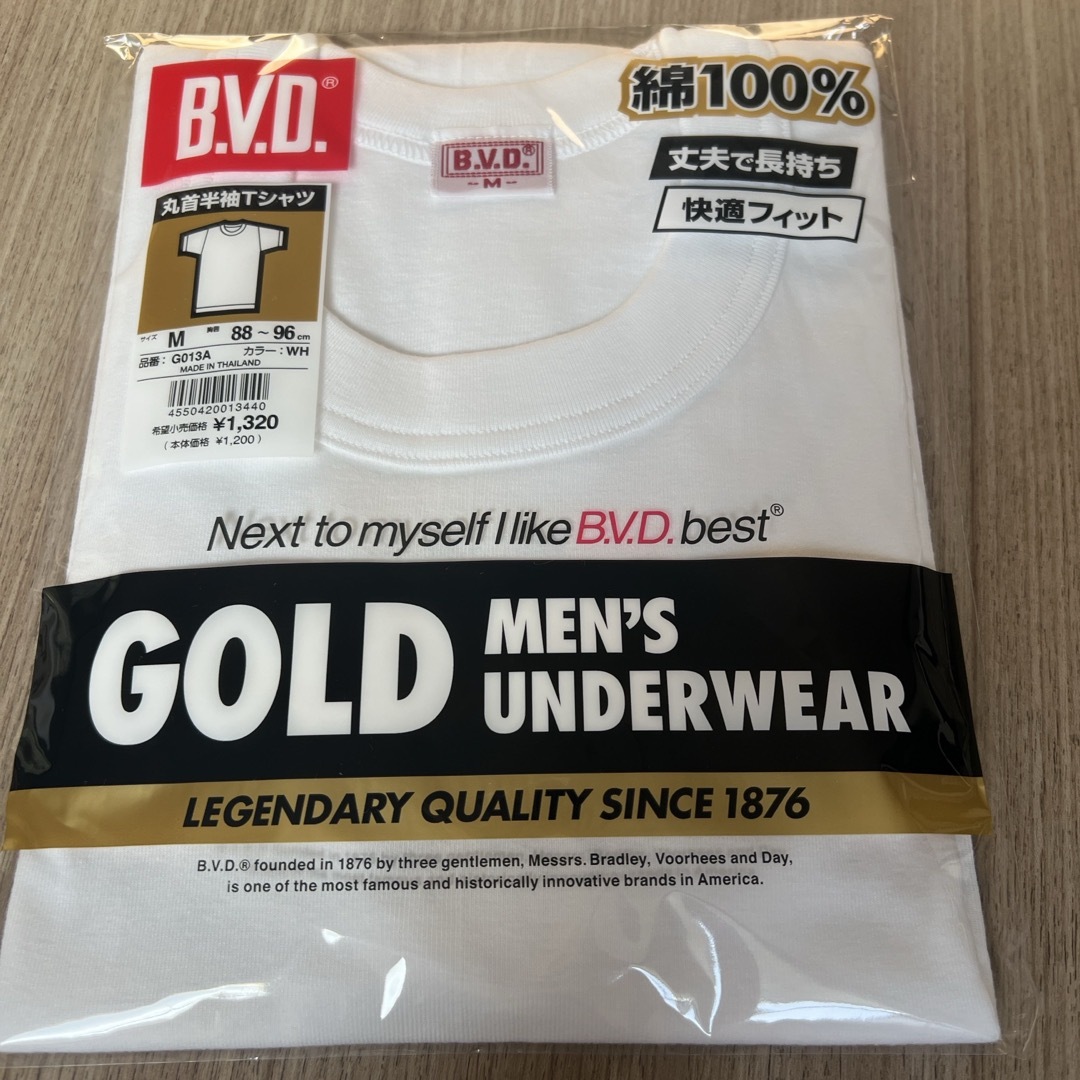 B.V.D.®
綿100%
B.V.D.®
-M-
丈夫で長持ち
快適フィット
丸首半袖Tシャツ
サイズ M 胸囲 88~96cm
品番:G013A カラー:WH
MADE IN THAILAND
4550420013440
希望小売価格 ¥1,320
(本体価格 ¥1,200)
Next to myself I like B.V.D. best®
GOLD MEN'S
UNDERWEAR
LEGENDARY QUALITY SINCE 1876
B.V.D.® founded in 1876 by three gentlemen, Messrs. Bradley, Voorhees and Day,
is one of the most famous and historically innovative brands in America.